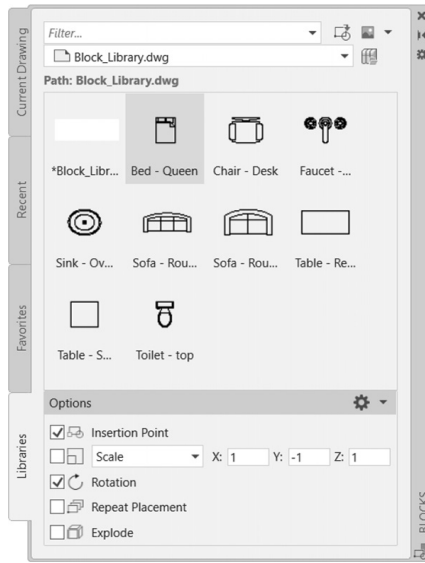 Filter...
Block_Library.dwg
Path: Block_Library.dwg
*Block_Libr... Bed - Queen Chair - Desk Faucet -...
Sink - Ov... Sofa - Rou... Sofa - Rou... Table - Re...
Table - S... Toilet - top
Options
Insertion Point
Scale X: 1 Y: -1 Z: 1
Rotation
Repeat Placement
Explode
Current Drawing
Recent
Favorites
Libraries
BLOCKS